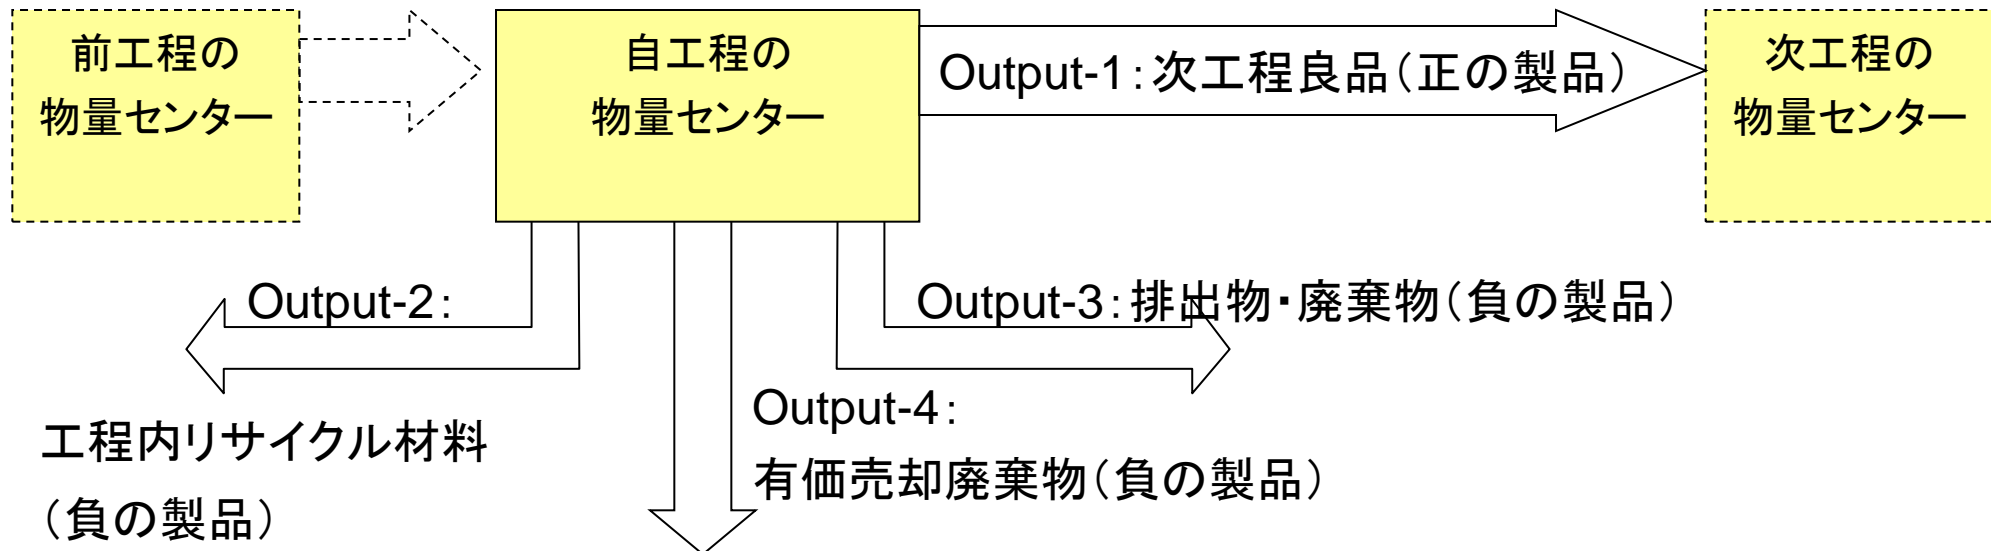 前工程の
物量センター
自工程の
物量センター
Output-1：次工程良品（正の製品）
次工程の
物量センター
Output-2：
工程内リサイクル材料
（負の製品）
Output-3：排出物・廃棄物（負の製品）
Output-4：
有価売却廃棄物（負の製品）